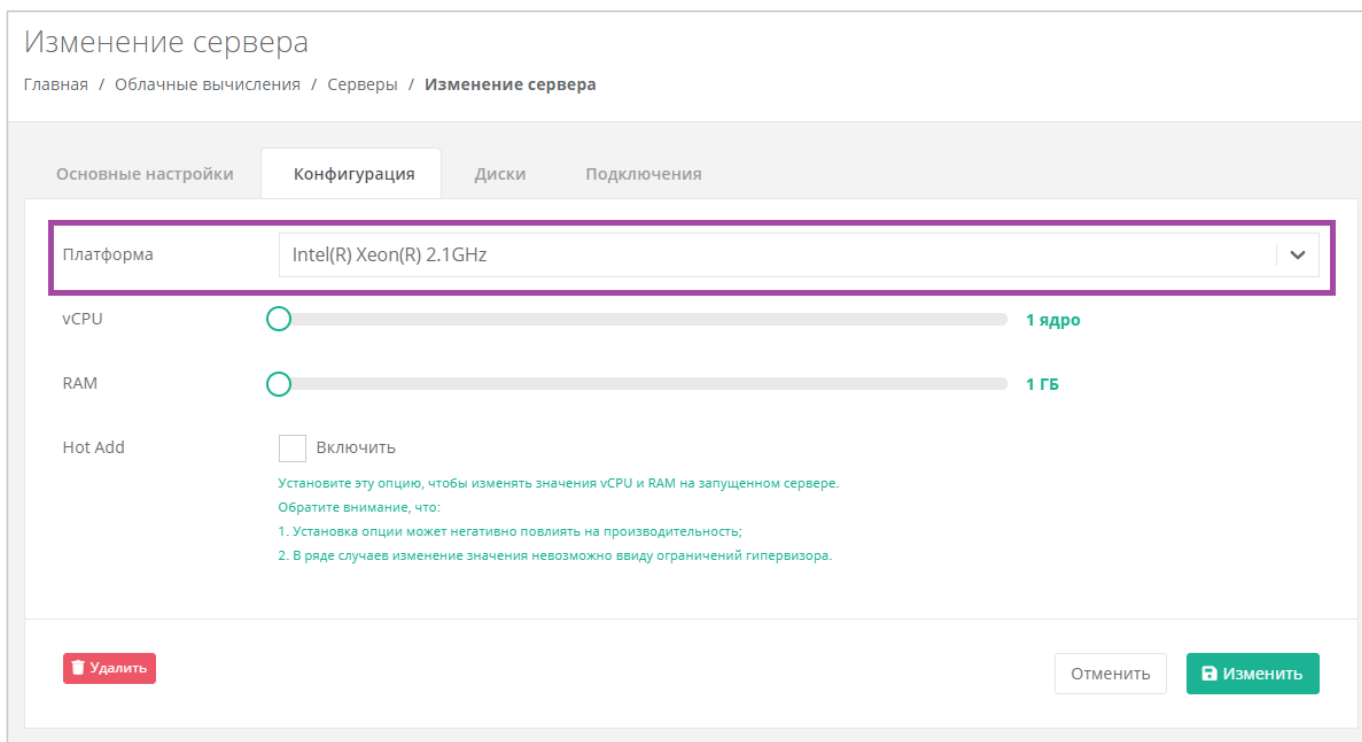 Изменение сервера
Главная / Облачные вычисления / Серверы / Изменение сервера
Основные настройки Конфигурация Диски Подключения
Платформа Intel(R) Xeon(R) 2.1GHz
vCPU 1 ядро
RAM 1 ГБ
Hot Add Включить
Установите эту опцию, чтобы изменять значения vCPU и RAM на запущенном сервере.
Обратите внимание, что:
1. Установка опции может негативно повлиять на производительность;
2. В ряде случаев изменение значения невозможно ввиду ограничений гипервизора.
Удалить Отменить Изменить